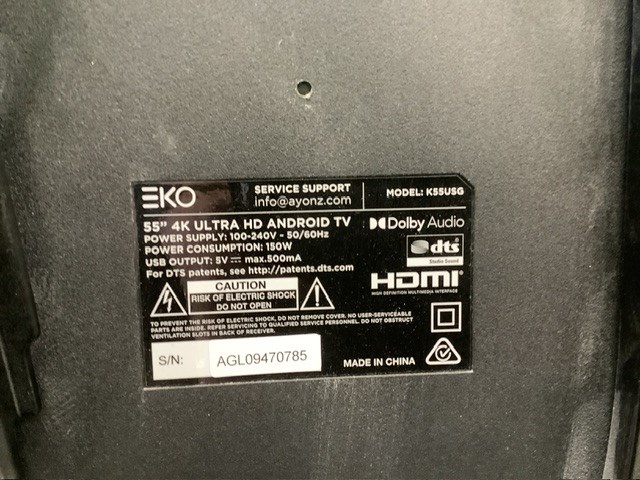 EKO
SERVICE SUPPORT
info@ayonz.com
MODEL: K55USG
55" 4K ULTRA HD ANDROID TV
POWER SUPPLY: 100-240V - 50/60Hz
POWER CONSUMPTION: 150W
USB OUTPUT: 5V ⎓ max.500mA
For DTS patents, see http://patents.dts.com
Dolby Audio
dts
Studio Sound
HDMI
HIGH DEFINITION MULTIMEDIA INTERFACE
CAUTION
RISK OF ELECTRIC SHOCK
DO NOT OPEN
TO PREVENT THE RISK OF ELECTRIC SHOCK, DO NOT REMOVE COVER. NO USER-SERVICEABLE
PARTS ARE INSIDE. REFER SERVICING TO QUALIFIED SERVICE PERSONNEL. DO NOT OBSTRUCT
VENTILATION SLOTS IN BACK OF RECEIVER.
S/N: AGL09470785
MADE IN CHINA